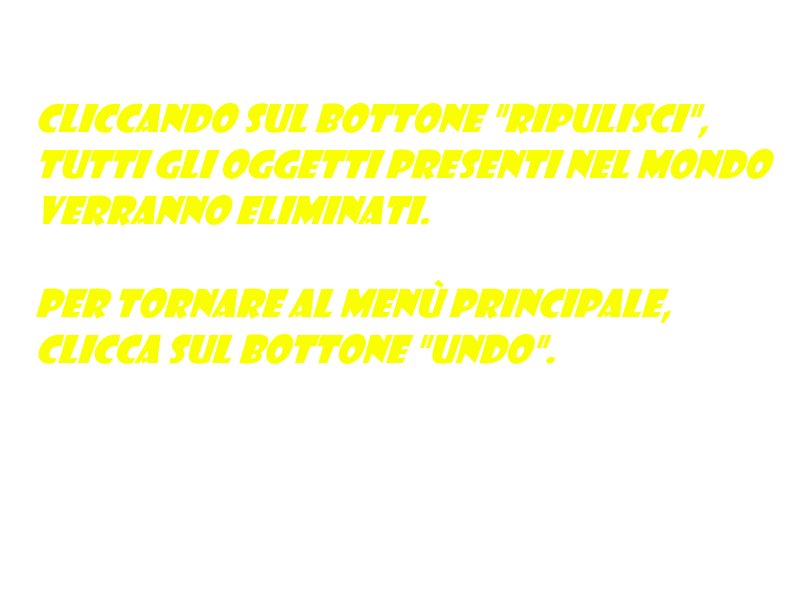 CLICCANDO SUL BOTTONE "RIPULISCI",
TUTTI GLI OGGETTI PRESENTI NEL MONDO
VERRANNO ELIMINATI.
PER TORNARE AL MENÙ PRINCIPALE,
CLICCA SUL BOTTONE "UNDO".